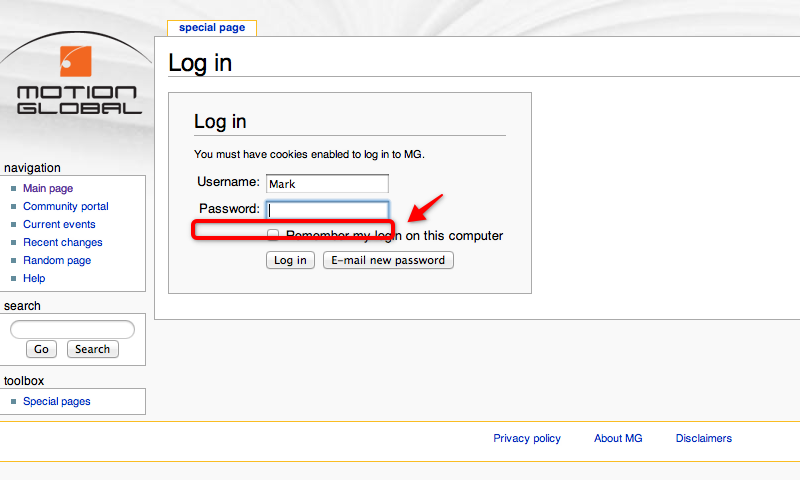 special page
MOTION
GLOBAL
Log in
Log in
You must have cookies enabled to log in to MG.
Username: Mark
Password:
Remember my login on this computer
Log in E-mail new password
navigation
Main page
Community portal
Current events
Recent changes
Random page
Help
search
Go Search
toolbox
Special pages
Privacy policy About MG Disclaimers